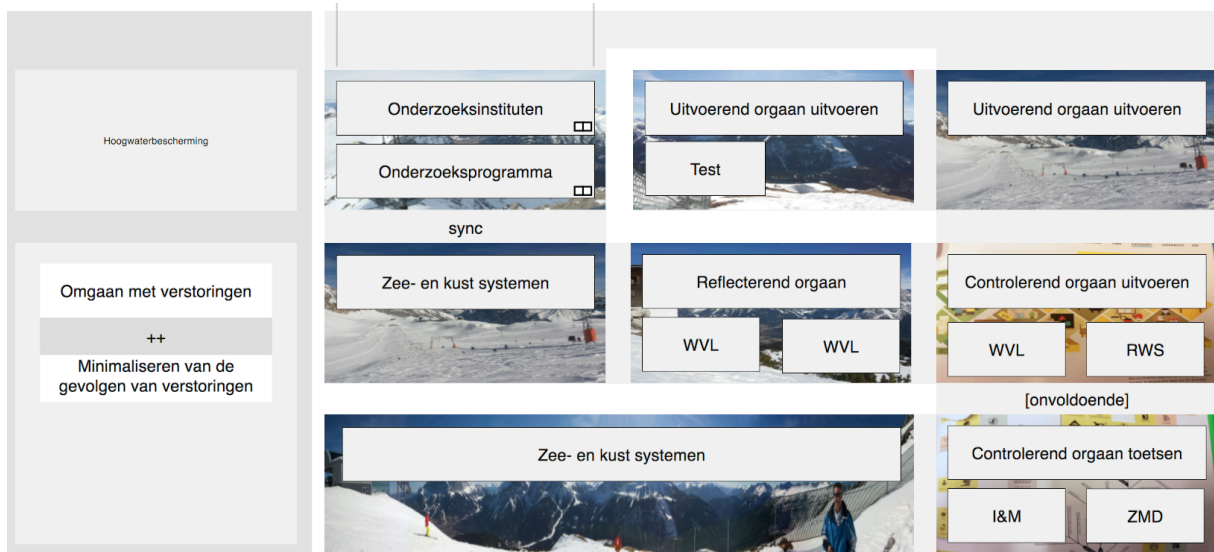 Hoogwaterbescherming
Omgaan met verstoringen
++
Minimaliseren van de
gevolgen van verstoringen
Onderzoeksinstituten
Onderzoeksprogramma
Uitvoerend orgaan uitvoeren
Test
Uitvoerend orgaan uitvoeren
sync
Zee- en kust systemen
Reflecterend orgaan
WVL
WVL
Controlerend orgaan uitvoeren
WVL
RWS
[onvoldoende]
Zee- en kust systemen
Controlerend orgaan toetsen
I&M
ZMD